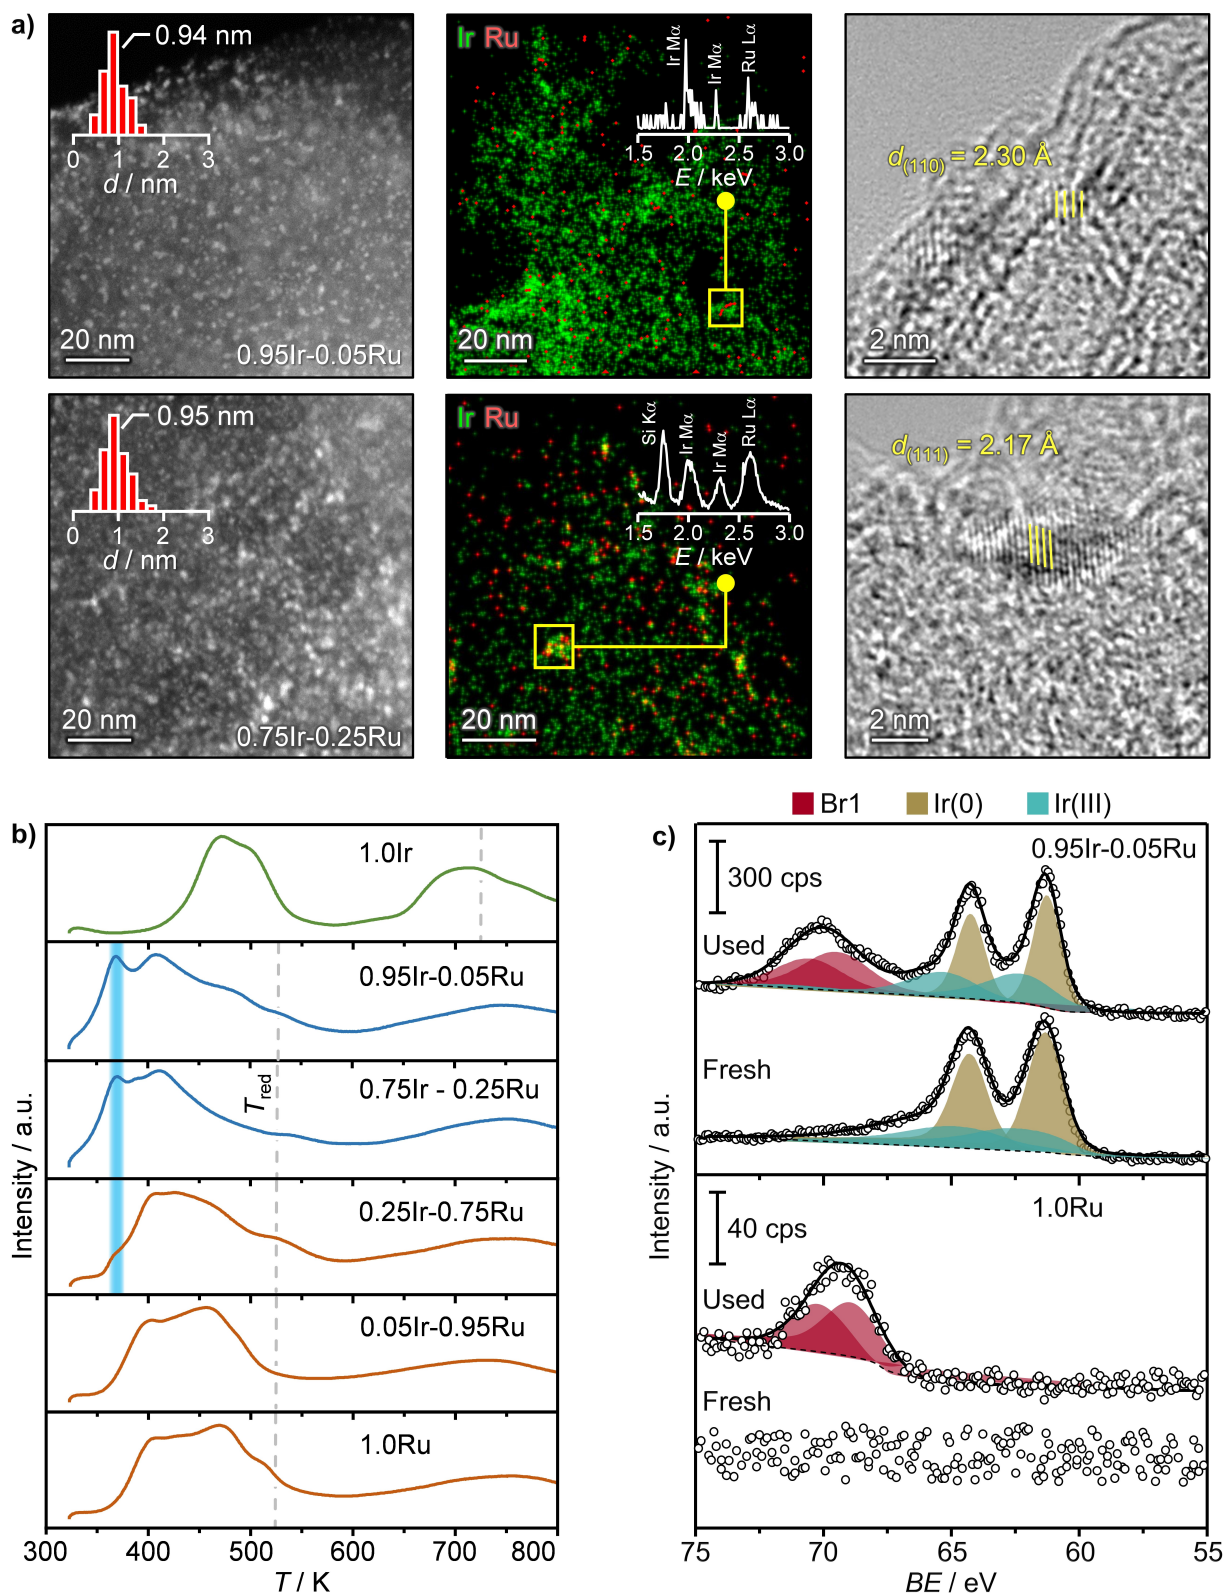 a)
0.94 nm
0 1 2 3
d / nm
20 nm
0.95Ir-0.05Ru
Ir Ru
Ir Mα
Ir Mα
Ru Lα
1.5 2.0 2.5 3.0
E / keV
20 nm
d(110) = 2.30 Å
2 nm
0.95 nm
0 1 2 3
d / nm
20 nm
0.75Ir-0.25Ru
Ir Ru
Si Kα
Ir Mα
Ir Mα
Ru Lα
1.5 2.0 2.5 3.0
E / keV
20 nm
d(111) = 2.17 Å
2 nm
b)
1.0Ir
0.95Ir-0.05Ru
0.75Ir - 0.25Ru
Tred
0.25Ir-0.75Ru
0.05Ir-0.95Ru
1.0Ru
Intensity / a.u.
300 400 500 600 700 800
T / K
Br1 Ir(0) Ir(III)
c)
0.95Ir-0.05Ru
300 cps
Used
Fresh
1.0Ru
40 cps
Used
Fresh
Intensity / a.u.
75 70 65 60 55
BE / eV